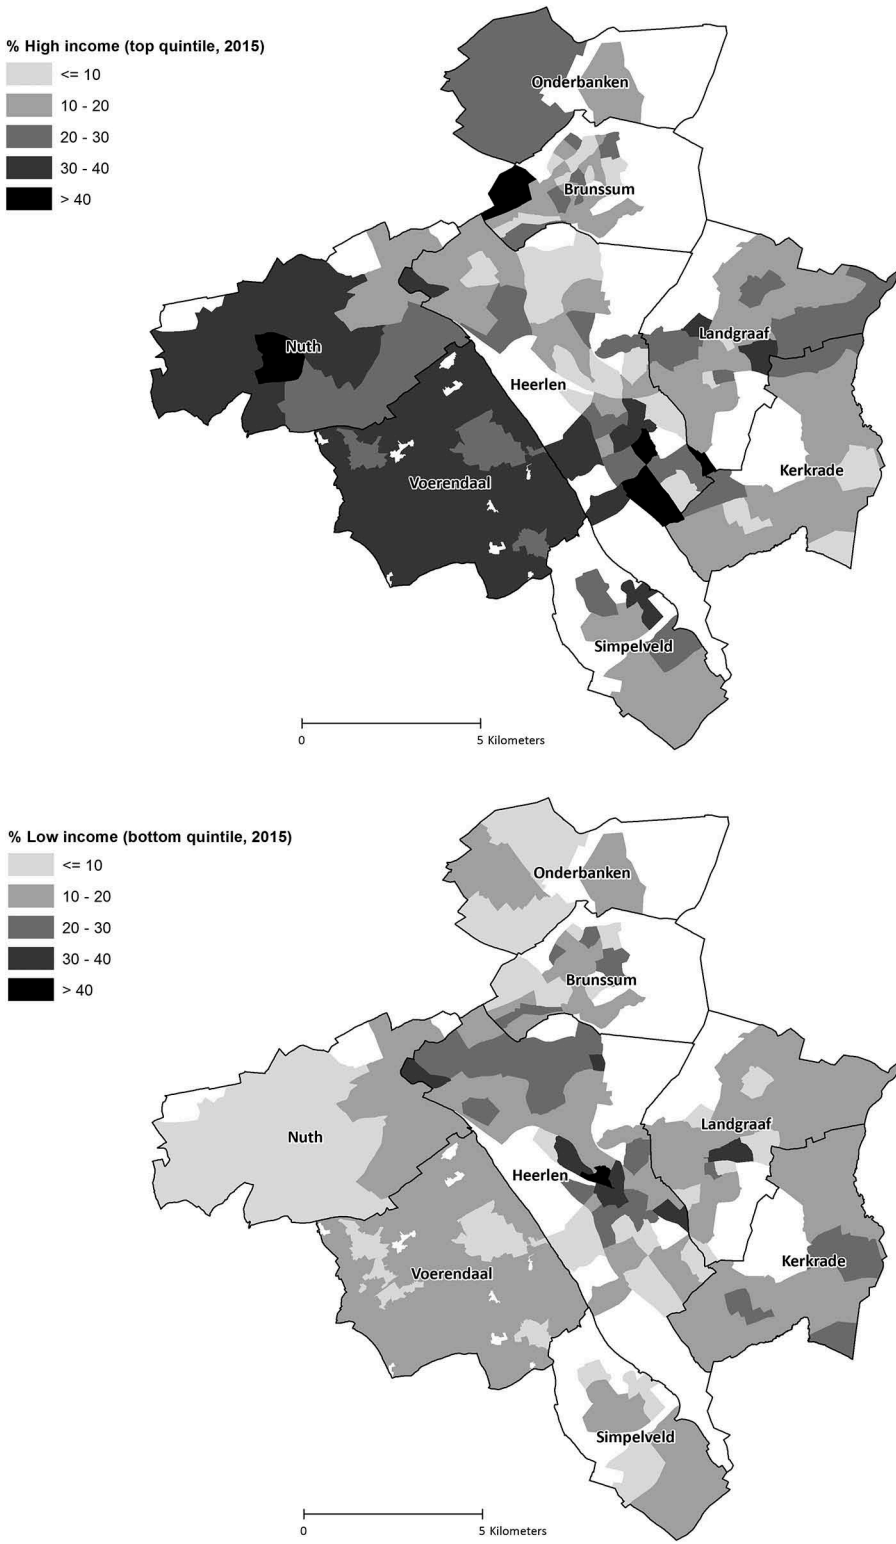 % High income (top quintile, 2015)
<= 10
10 - 20
20 - 30
30 - 40
> 40
Onderbanken
Brunssum
Landgraaf
Nuth
Heerlen
Kerkrade
Voerendaal
Simpelveld
0 5 Kilometers
% Low income (bottom quintile, 2015)
<= 10
10 - 20
20 - 30
30 - 40
> 40
Onderbanken
Brunssum
Landgraaf
Nuth
Heerlen
Kerkrade
Voerendaal
Simpelveld
0 5 Kilometers